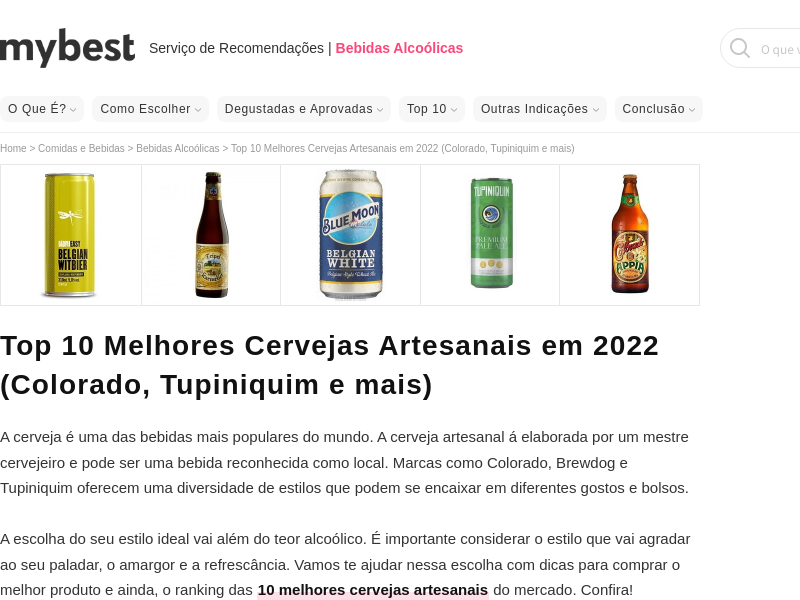 mybest Serviço de Recomendações | Bebidas Alcoólicas
O que v
O Que É? Como Escolher Degustadas e Aprovadas Top 10 Outras Indicações Conclusão
Home > Comidas e Bebidas > Bebidas Alcoólicas > Top 10 Melhores Cervejas Artesanais em 2022 (Colorado, Tupiniquim e mais)
EASY
BELGIAN
WITBIER
BLUE MOON
BELGIAN
WHITE
Belgian-Style Wheat Ale
TUPINIQUIM
PREMIUM
PALE ALE
APPIA
Top 10 Melhores Cervejas Artesanais em 2022
(Colorado, Tupiniquim e mais)
A cerveja é uma das bebidas mais populares do mundo. A cerveja artesanal á elaborada por um mestre
cervejeiro e pode ser uma bebida reconhecida como local. Marcas como Colorado, Brewdog e
Tupiniquim oferecem uma diversidade de estilos que podem se encaixar em diferentes gostos e bolsos.
A escolha do seu estilo ideal vai além do teor alcoólico. É importante considerar o estilo que vai agradar
ao seu paladar, o amargor e a refrescância. Vamos te ajudar nessa escolha com dicas para comprar o
melhor produto e ainda, o ranking das 10 melhores cervejas artesanais do mercado. Confira!